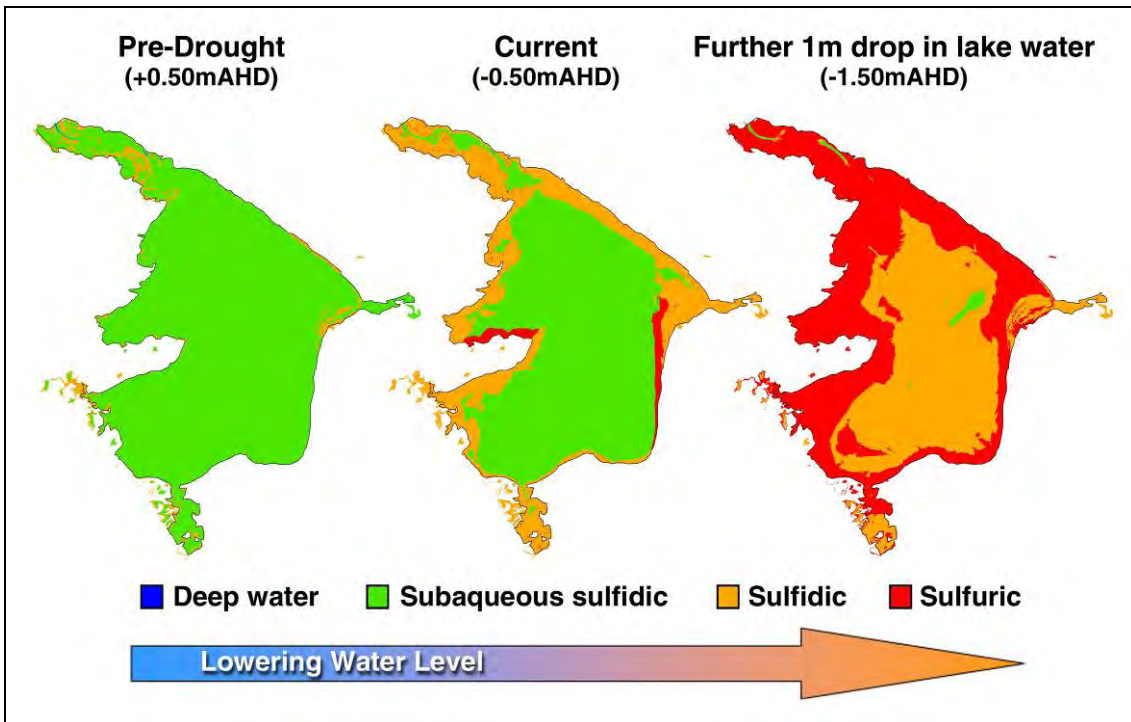 Pre-Drought
(+0.50mAHD)
Current
(-0.50mAHD)
Further 1m drop in lake water
(-1.50mAHD)
Deep water
Subaqueous sulfidic
Sulfidic
Sulfuric
Lowering Water Level